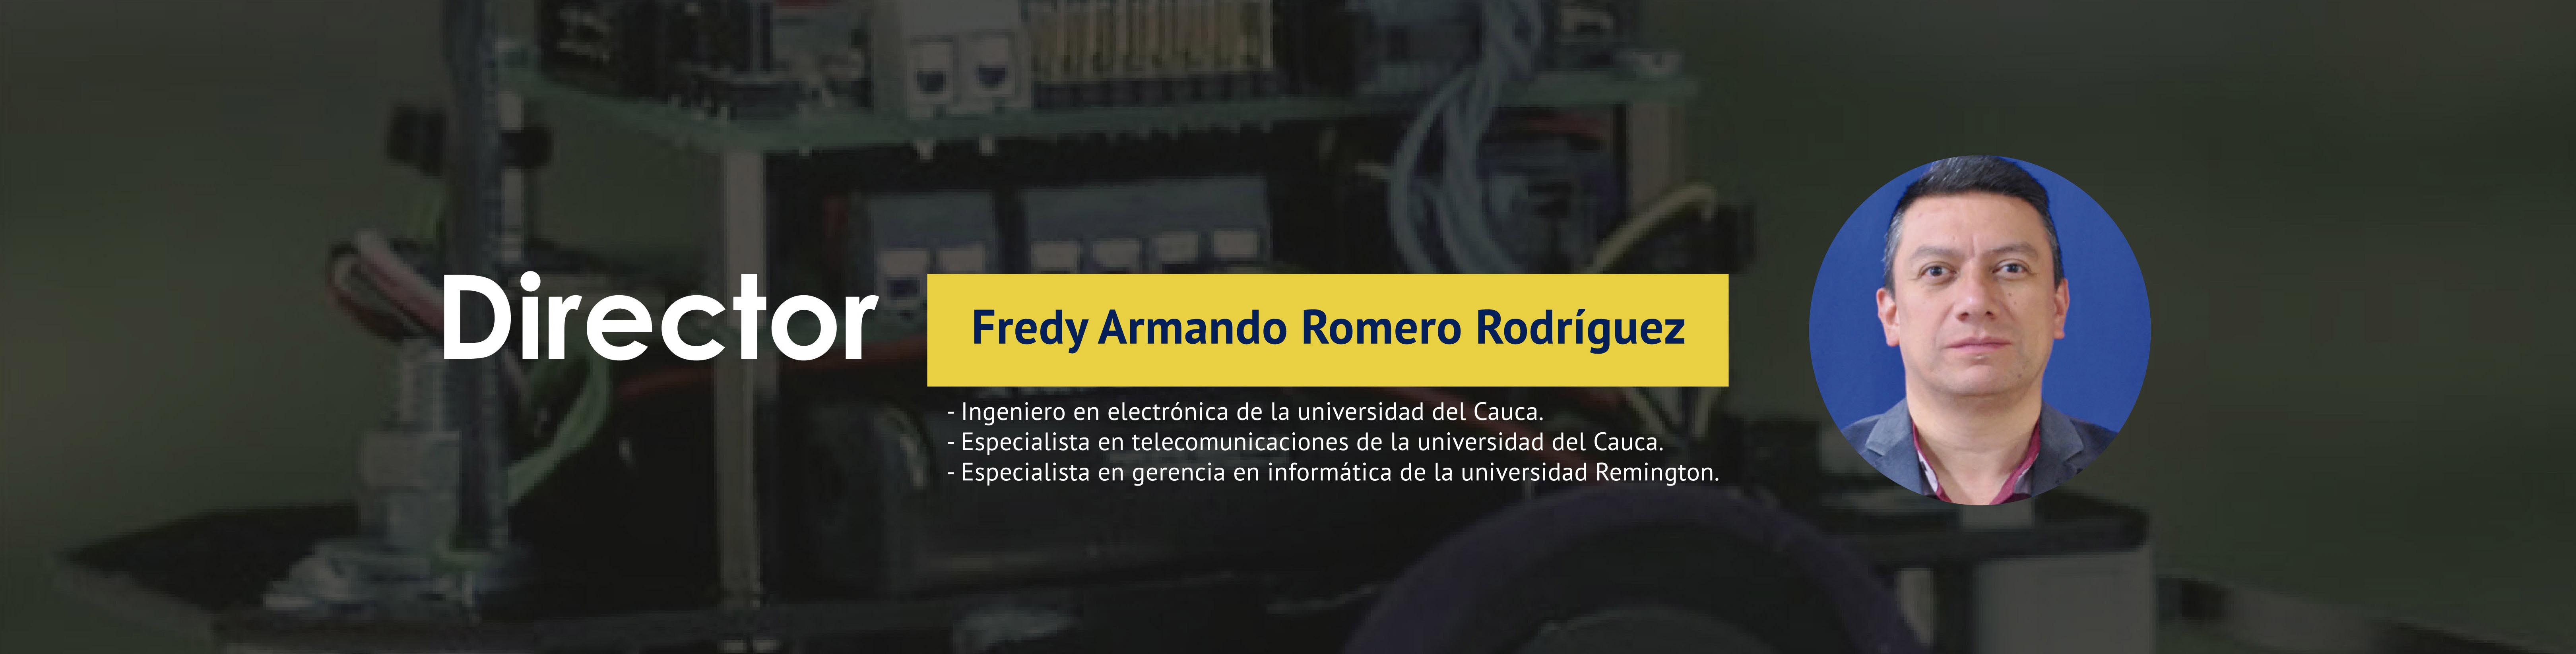 Director
Fredy Armando Romero Rodríguez
- Ingeniero en electrónica de la universidad del Cauca.
- Especialista en telecomunicaciones de la universidad del Cauca.
- Especialista en gerencia en informática de la universidad Remington.